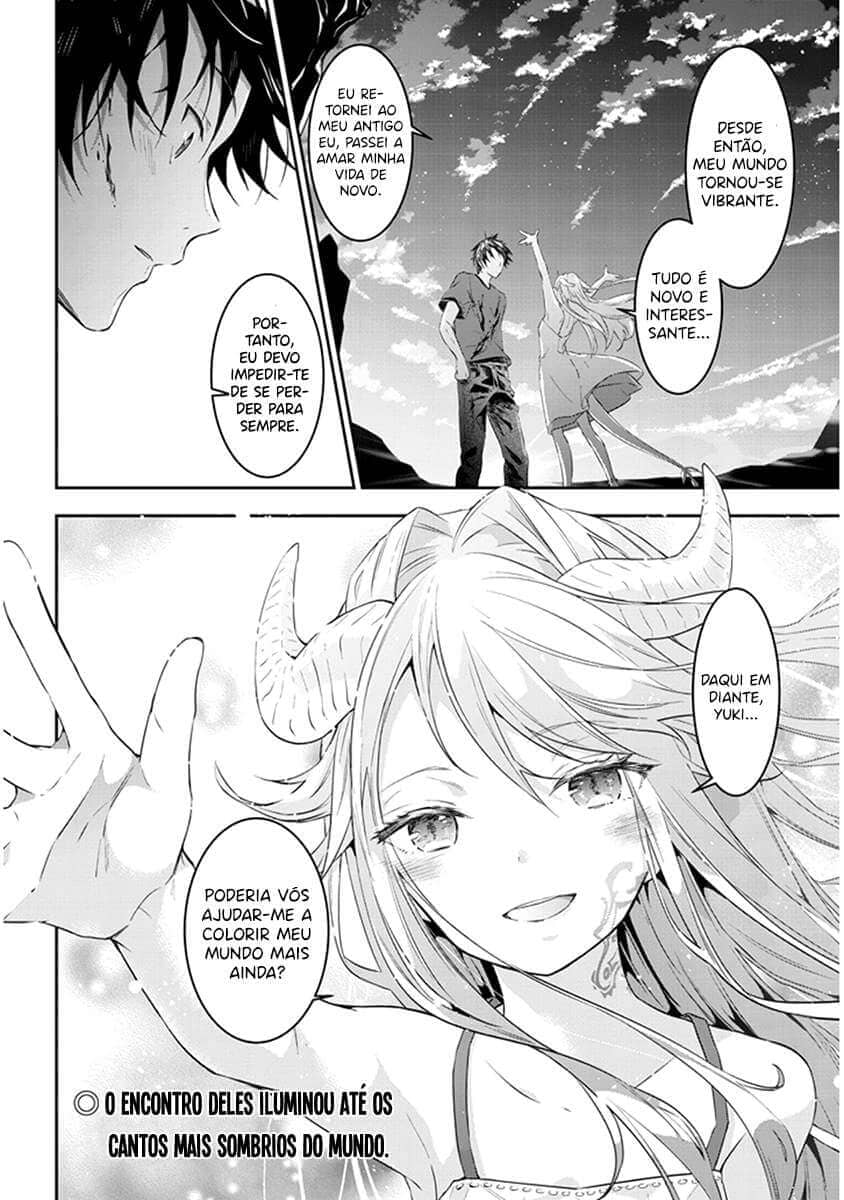 DESDE
ENTÃO,
MEU MUNDO
TORNOU-SE
VIBRANTE.
TUDO É
NOVO E
INTERES-
SANTE...
EU RE-
TORNEI AO
MEU ANTIGO
EU, PASSEI A
AMAR MINHA
VIDA DE
NOVO.
POR-
TANTO,
EU DEVO
IMPEDIR-TE
DE SE PER-
DER PARA
SEMPRE.
DAQUI EM
DIANTE,
YUKI...
PODERIA VÓS
AJUDAR-ME A
COLORIR MEU
MUNDO MAIS
AINDA?
◎ O ENCONTRO DELES ILUMINOU ATÉ OS
CANTOS MAIS SOMBRIOS DO MUNDO.